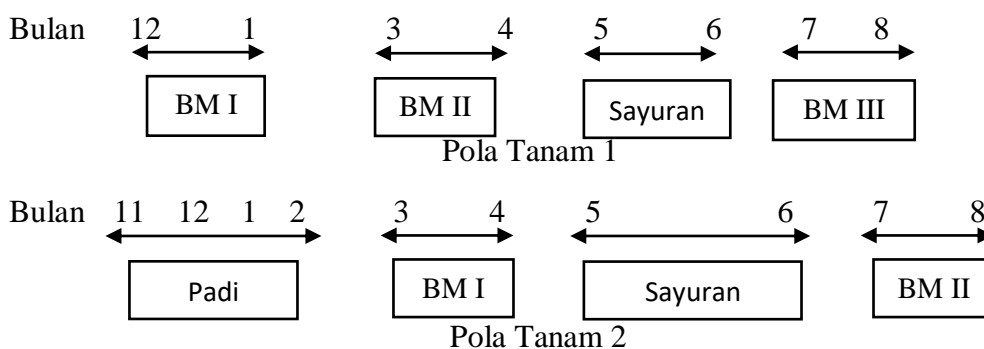 Bulan 12 1 3 4 5 6 7 8
BM I BM II Sayuran BM III
Pola Tanam 1
Bulan 11 12 1 2 3 4 5 6 7 8
Padi BM I Sayuran BM II
Pola Tanam 2